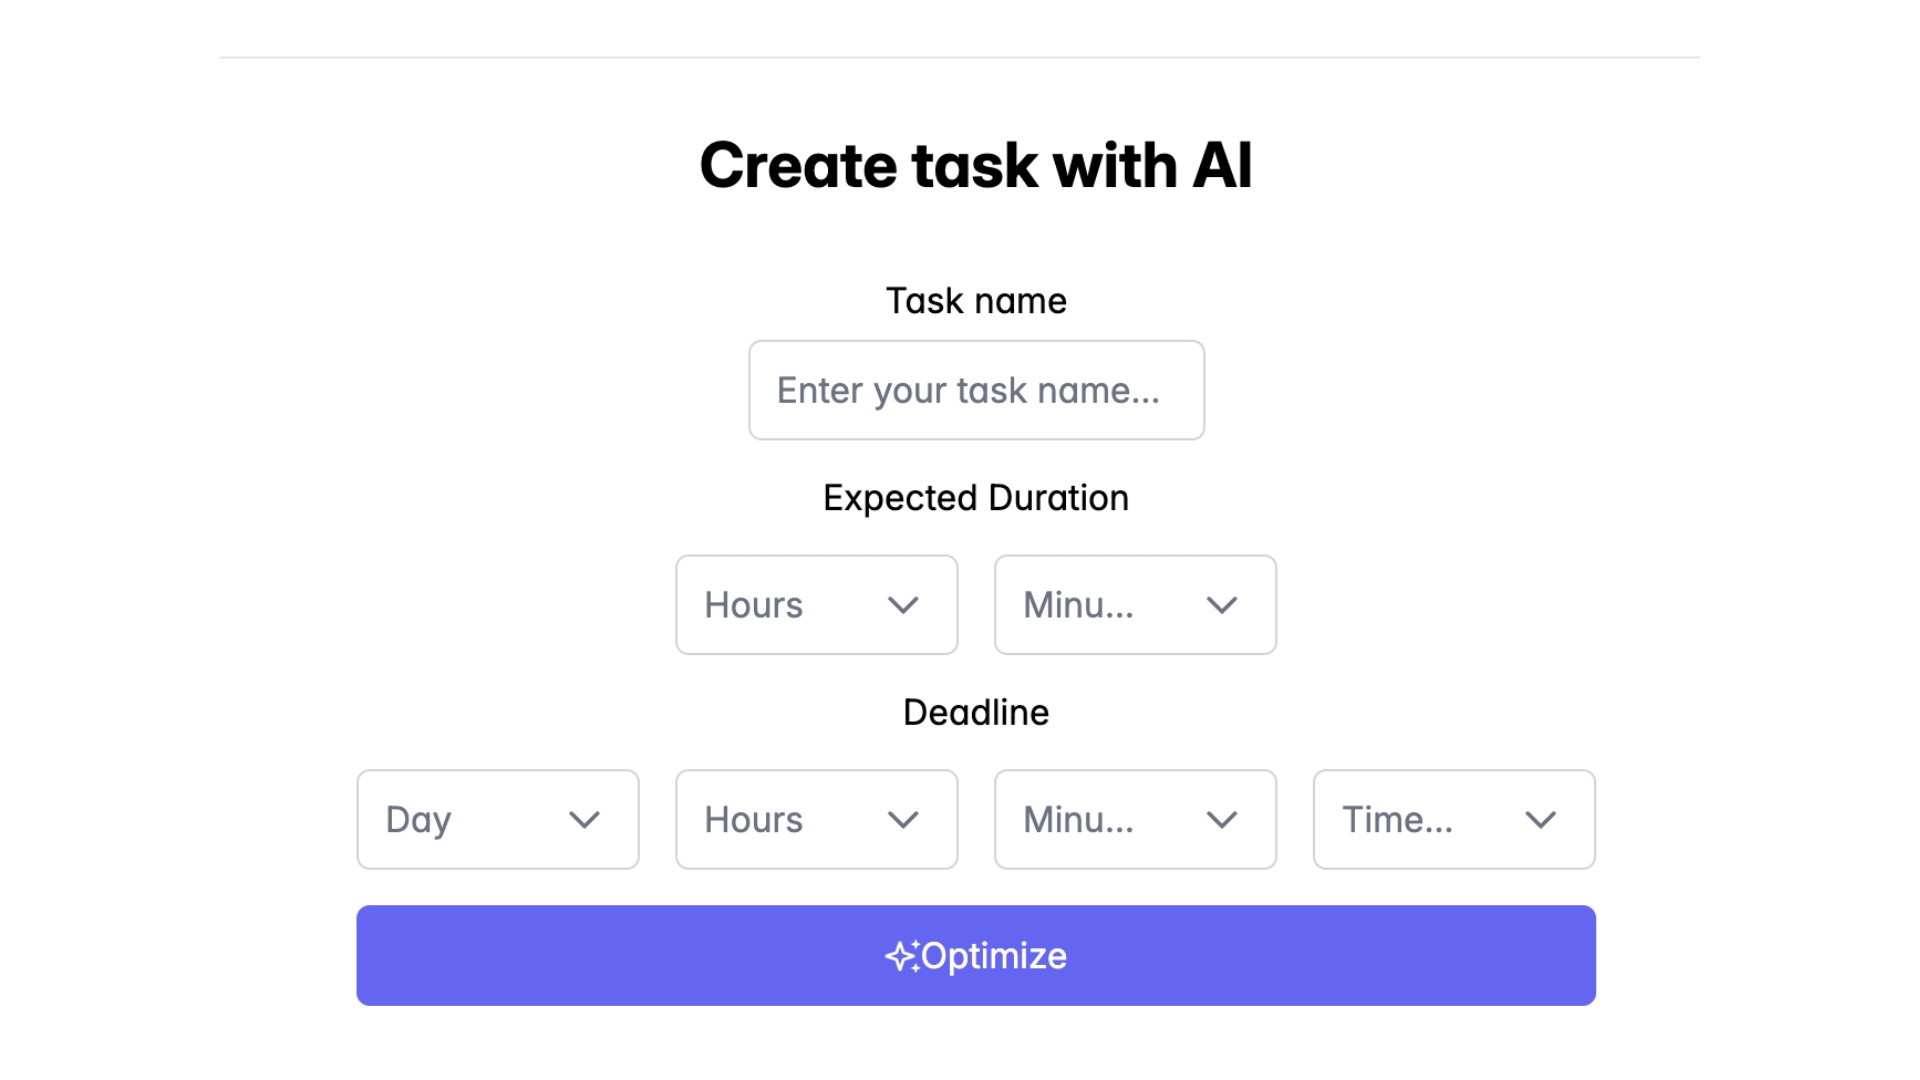 Create task with AI
Task name
Enter your task name...
Expected Duration
Hours
Minu...
Deadline
Day
Hours
Minu...
Time...
Optimize